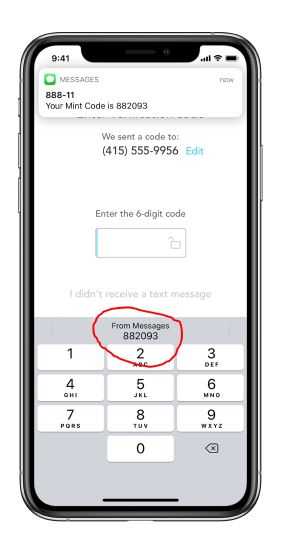 9:41
MESSAGES now
888-11
Your Mint Code is 882093
We sent a code to:
(415) 555-9956 Edit
Enter the 6-digit code
I didn't receive a text message
From Messages
882093
1 2 3
ABC DEF
4 5 6
GHI JKL MNO
7 8 9
PQRS TUV WXYZ
0